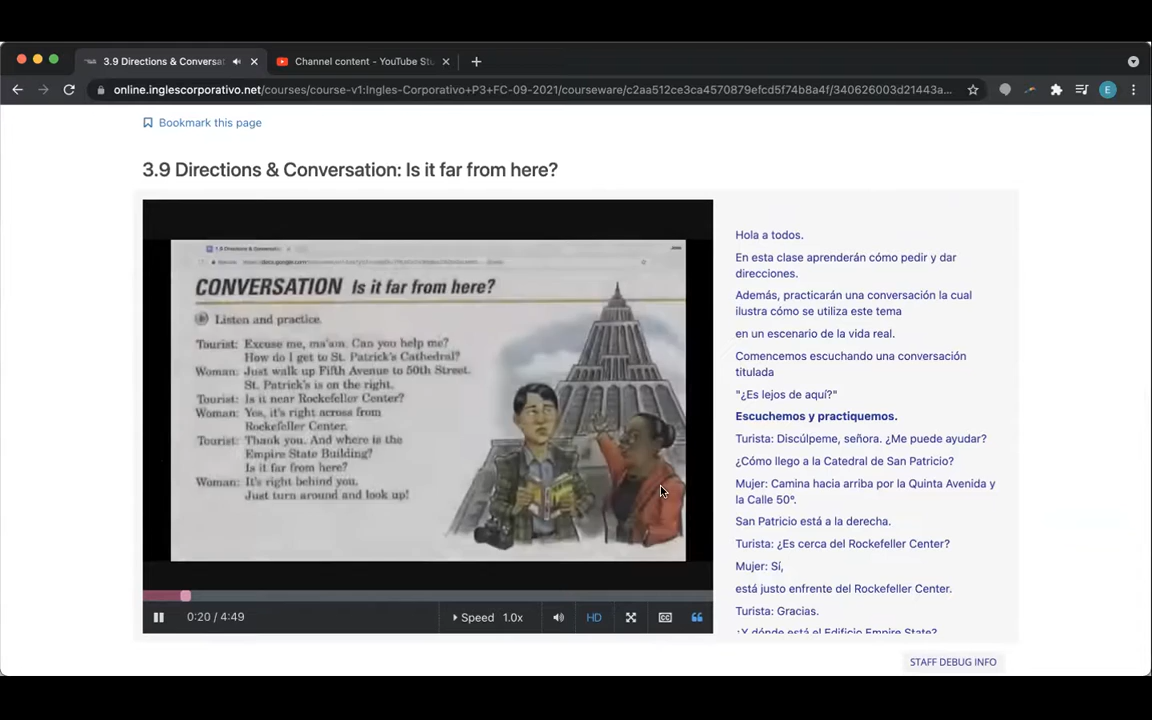 3.9 Directions & Conversat
Channel content - YouTube Stu
online.inglescorporativo.net/courses/course-v1:Ingles-Corporativo+P3+FC-09-2021/courseware/c2aa512ce3ca4570879efcd5f74b8a4f/340626003d21443a...
E
Bookmark this page
3.9 Directions & Conversation: Is it far from here?
CONVERSATION Is it far from here?
Listen and practice.
Tourist: Excuse me, ma'am. Can you help me?
How do I get to St. Patrick's Cathedral?
Woman: Just walk up Fifth Avenue to 50th Street.
St. Patrick's is on the right.
Tourist: Is it near Rockefeller Center?
Woman: Yes, it's right across from
Rockefeller Center.
Tourist: Thank you. And where is the
Empire State Building?
Is it far from here?
Woman: It's right behind you.
Just turn around and look up!
0:20 / 4:49
Speed 1.0x
HD
CC
Hola a todos.
En esta clase aprenderán cómo pedir y dar
direcciones.
Además, practicarán una conversación la cual
ilustra cómo se utiliza este tema
en un escenario de la vida real.
Comencemos escuchando una conversación
titulada
"¿Es lejos de aquí?"
Escuchemos y practiquemos.
Turista: Discúlpeme, señora. ¿Me puede ayudar?
¿Cómo llego a la Catedral de San Patricio?
Mujer: Camina hacia arriba por la Quinta Avenida y
la Calle 50°.
San Patricio está a la derecha.
Turista: ¿Es cerca del Rockefeller Center?
Mujer: Sí,
está justo enfrente del Rockefeller Center.
Turista: Gracias.
¿Y dónde está el Edificio Empire State?
STAFF DEBUG INFO